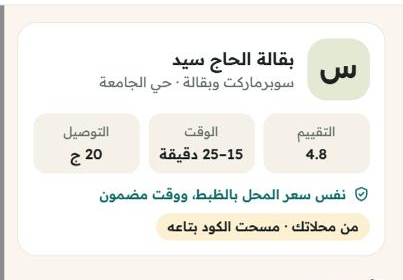 س
بقالة الحاج سيد
سوبرماركت وبقالة · حي الجامعة
التقييم
4.8
الوقت
15–25 دقيقة
التوصيل
20 ج
نفس سعر المحل بالظبط، ووقت مضمون
من محلاتك · مسحت الكود بتاعه